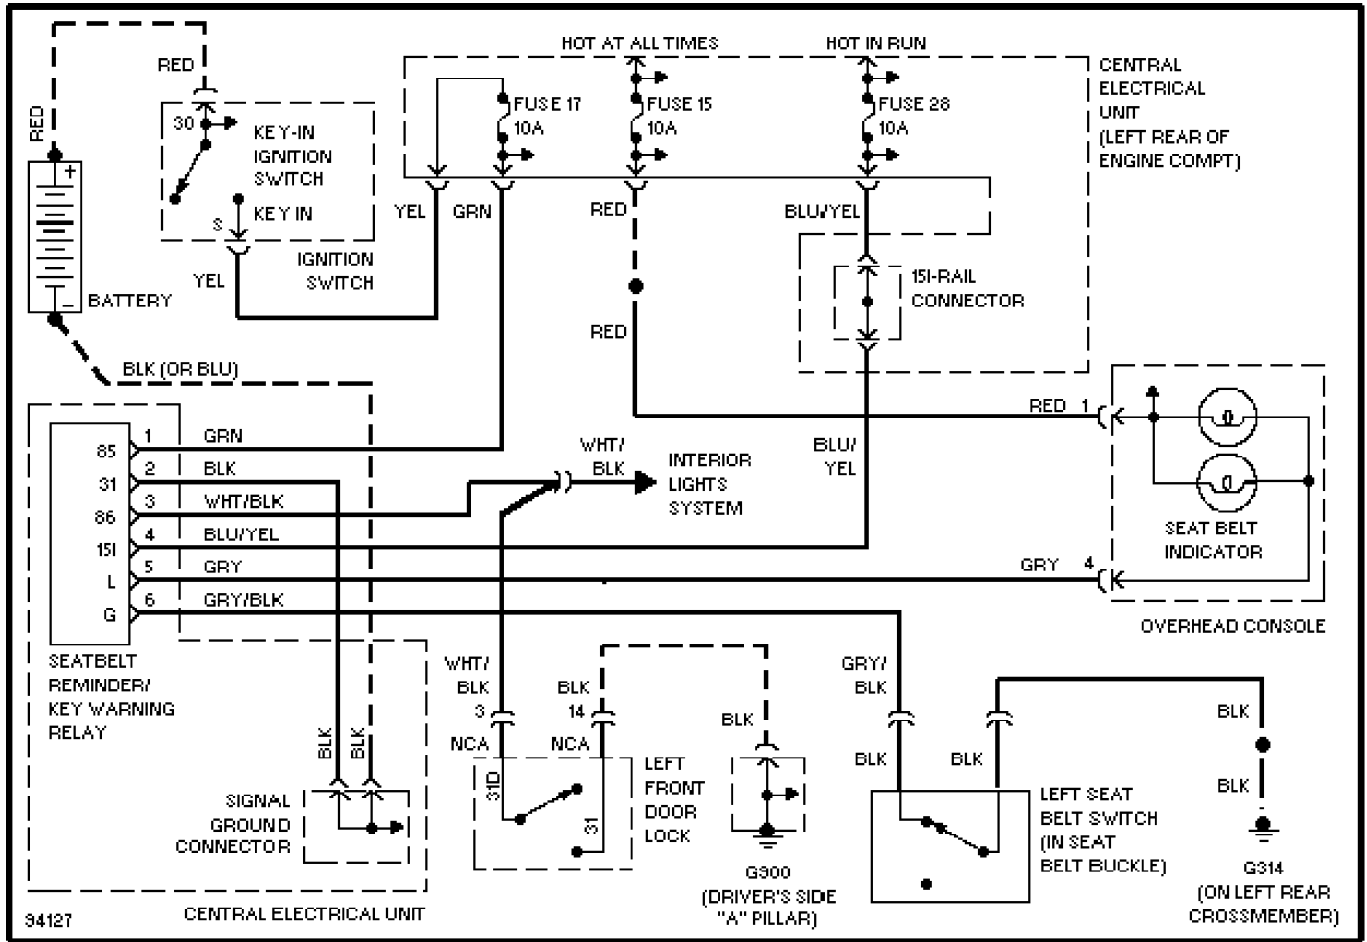 HOT AT ALL TIMES
HOT IN RUN
RED
RED
30
KEY-IN
IGNITION
SWITCH
S
KEY IN
IGNITION
SWITCH
YEL
FUSE 17
10A
FUSE 15
10A
FUSE 28
10A
CENTRAL
ELECTRICAL
UNIT
(LEFT REAR OF
ENGINE COMPT)
YEL
GRN
RED
BLU/YEL
+
-
BATTERY
15I-RAIL
CONNECTOR
RED
BLK (OR BLU)
RED 1
85
1
GRN
31
2
BLK
86
3
WHT/BLK
15I
4
BLU/YEL
L
5
GRY
G
6
GRY/BLK
WHT/
BLK
INTERIOR
LIGHTS
SYSTEM
BLU/
YEL
SEAT BELT
INDICATOR
GRY 4
OVERHEAD CONSOLE
SEATBELT
REMINDER/
KEY WARNING
RELAY
BLK
BLK
SIGNAL
GROUND
CONNECTOR
CENTRAL ELECTRICAL UNIT
WHT/
BLK
3
NCA
BLK
14
NCA
31D
31
LEFT
FRONT
DOOR
LOCK
BLK
G900
(DRIVER'S SIDE
"A" PILLAR)
GRY/
BLK
BLK
BLK
LEFT SEAT
BELT SWITCH
(IN SEAT
BELT BUCKLE)
BLK
BLK
G314
(ON LEFT REAR
CROSSMEMBER)
94127